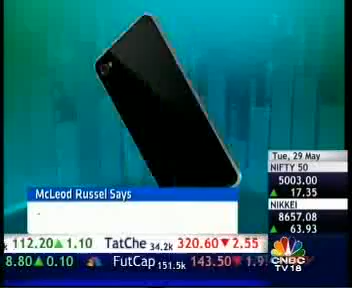 McLeod Russel Says
Tue, 29 May
NIFTY 50
5003.00
▲ 17.35
NIKKEI
8657.08
▲ 63.93
112.20▲1.10 TatChe 34.2k 320.60▼2.55
8.80▲0.10 FutCap 151.5k 143.50▼1.9
CNBC
TV18